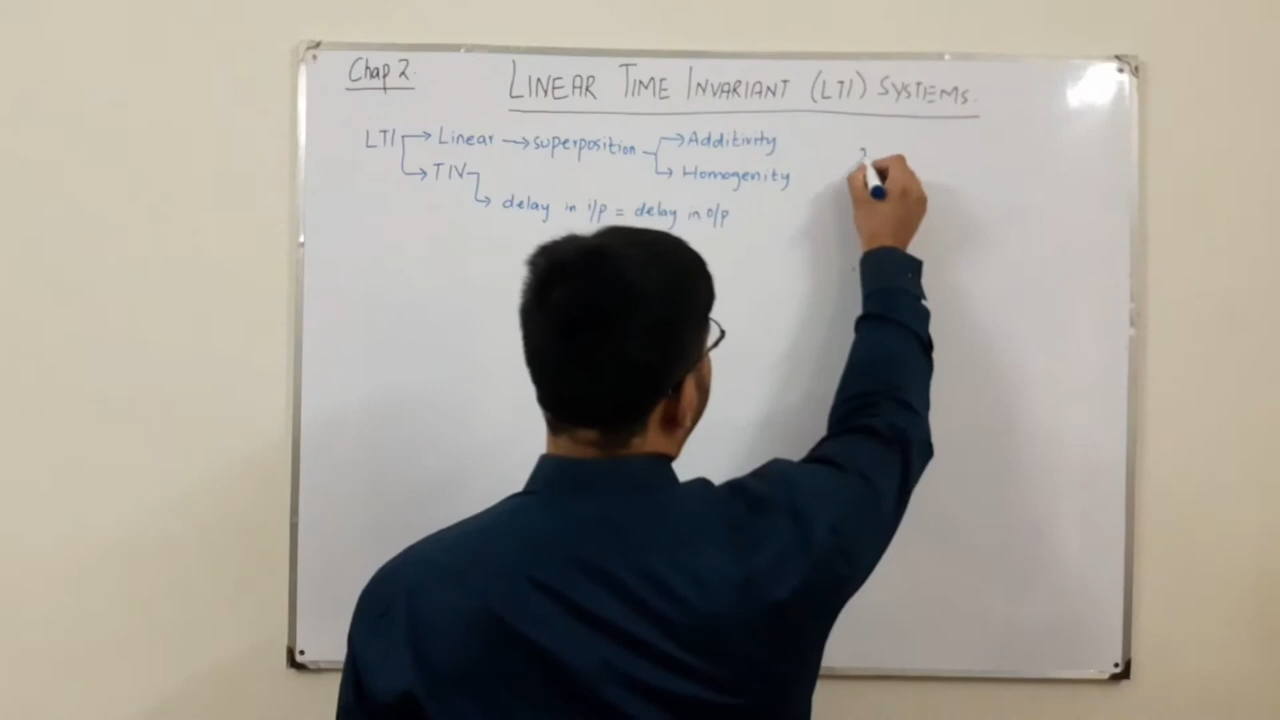 Chap 2.
LINEAR TIME INVARIANT (LTI) SYSTEMS.
LTI → Linear → superposition → Additivity
→ TIV → Homogenity
→ delay in i/p = delay in o/p